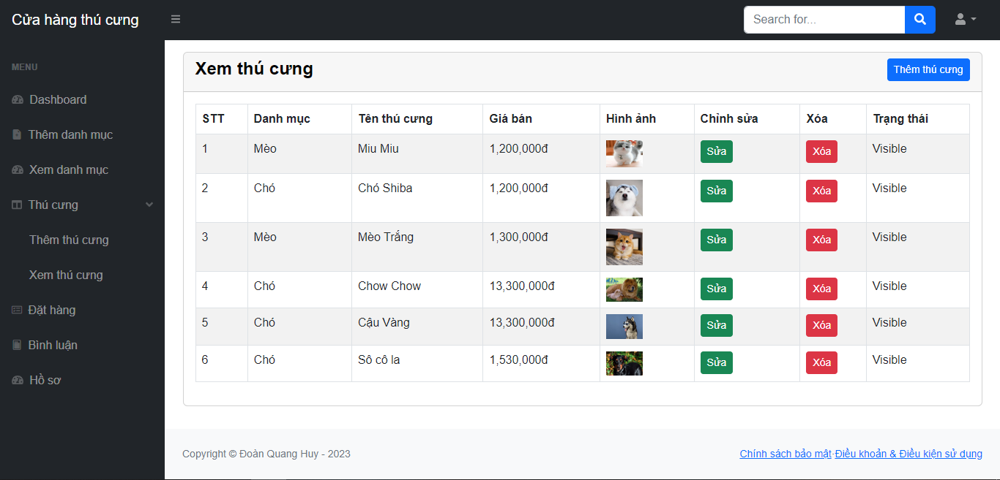 Cửa hàng thú cưng
Search for...
MENU
Dashboard
Thêm danh mục
Xem danh mục
Thú cưng
Thêm thú cưng
Xem thú cưng
Đặt hàng
Bình luận
Hồ sơ
Xem thú cưng
Thêm thú cưng
STT Danh mục Tên thú cưng Giá bán Hình ảnh Chỉnh sửa Xóa Trạng thái
1 Mèo Miu Miu 1,200,000đ Sửa Xóa Visible
2 Chó Chó Shiba 1,200,000đ Sửa Xóa Visible
3 Mèo Mèo Trắng 1,300,000đ Sửa Xóa Visible
4 Chó Chow Chow 13,300,000đ Sửa Xóa Visible
5 Chó Cậu Vàng 13,300,000đ Sửa Xóa Visible
6 Chó Sô cô la 1,530,000đ Sửa Xóa Visible
Copyright © Đoàn Quang Huy - 2023
Chính sách bảo mật·Điều khoản & Điều kiện sử dụng